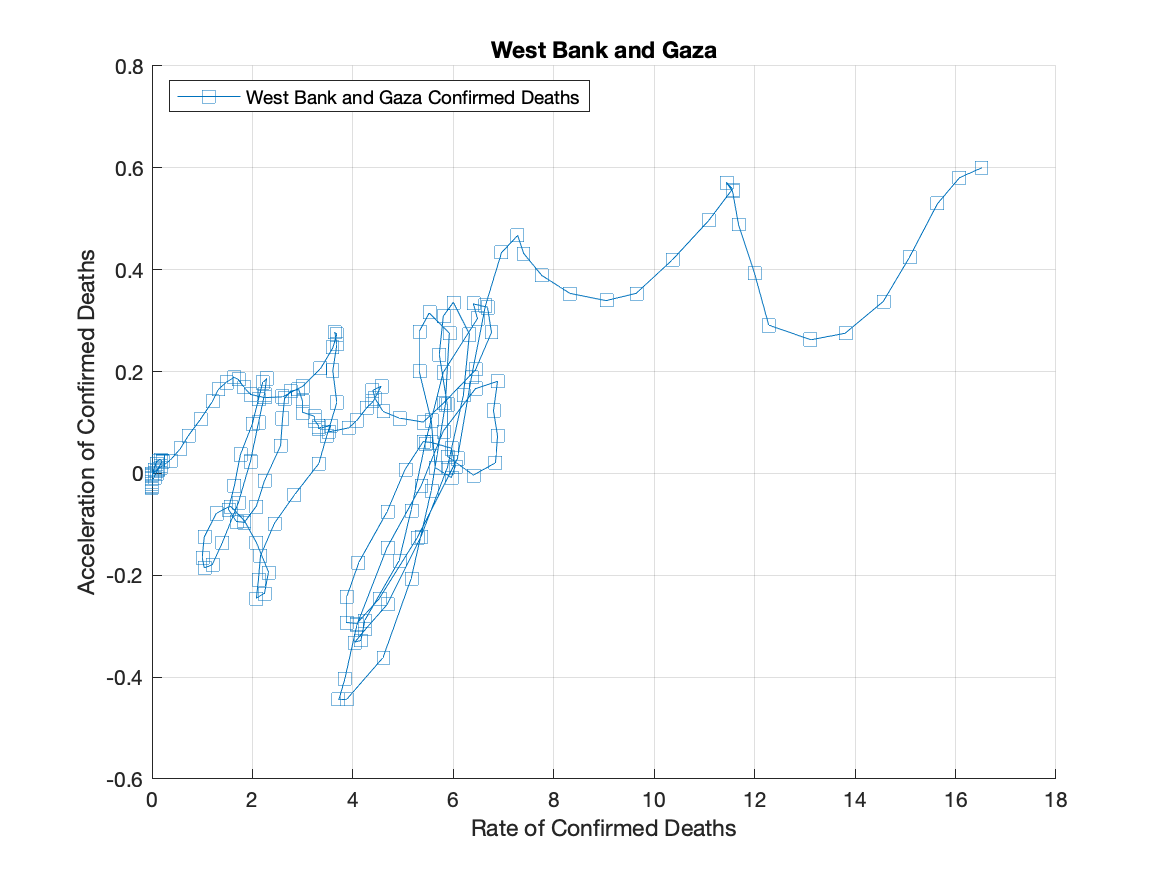 West Bank and Gaza
0.8
West Bank and Gaza Confirmed Deaths
0.6
0.4
0.2
0
-0.2
-0.4
-0.6
Acceleration of Confirmed Deaths
0 2 4 6 8 10 12 14 16 18
Rate of Confirmed Deaths